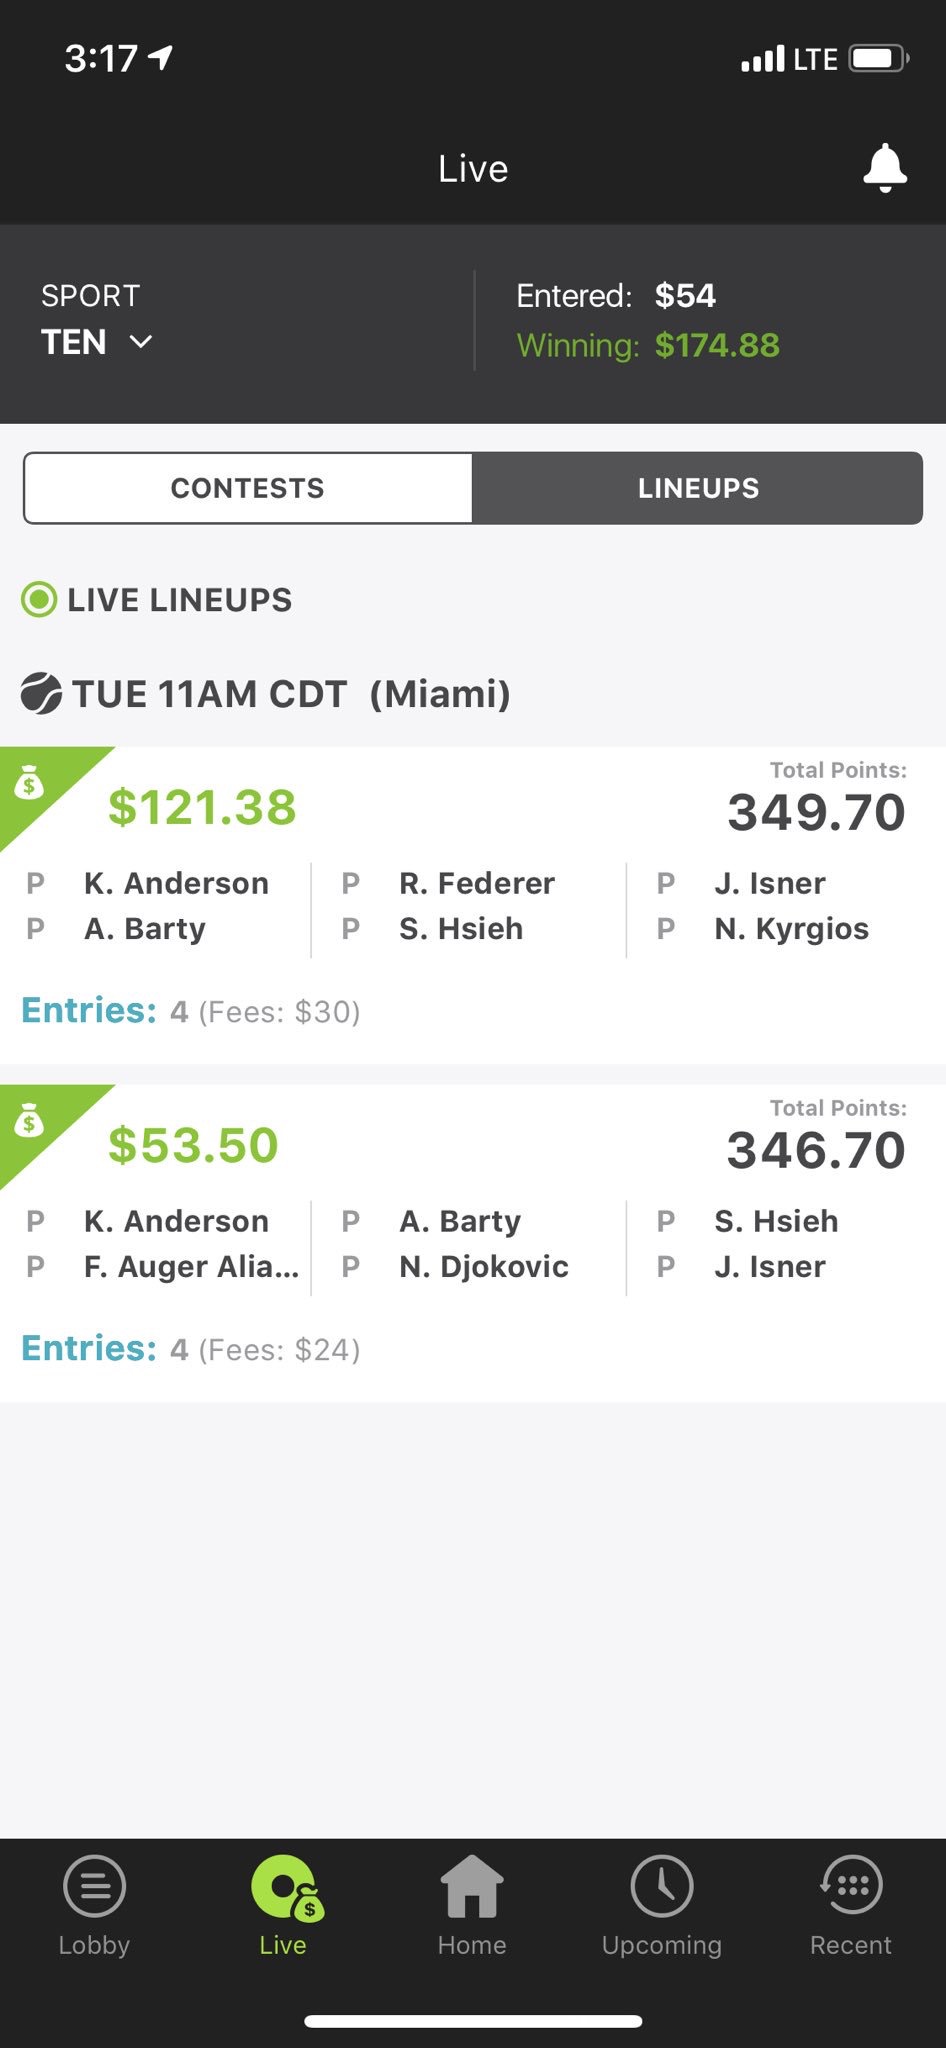 3:17 LTE
Live
SPORT
TEN
Entered: $54
Winning: $174.88
CONTESTS LINEUPS
LIVE LINEUPS
TUE 11AM CDT (Miami)
$
$121.38
Total Points:
349.70
P K. Anderson P R. Federer P J. Isner
P A. Barty P S. Hsieh P N. Kyrgios
Entries: 4 (Fees: $30)
$
$53.50
Total Points:
346.70
P K. Anderson P A. Barty P S. Hsieh
P F. Auger Alia... P N. Djokovic P J. Isner
Entries: 4 (Fees: $24)
$
Lobby Live Home Upcoming Recent